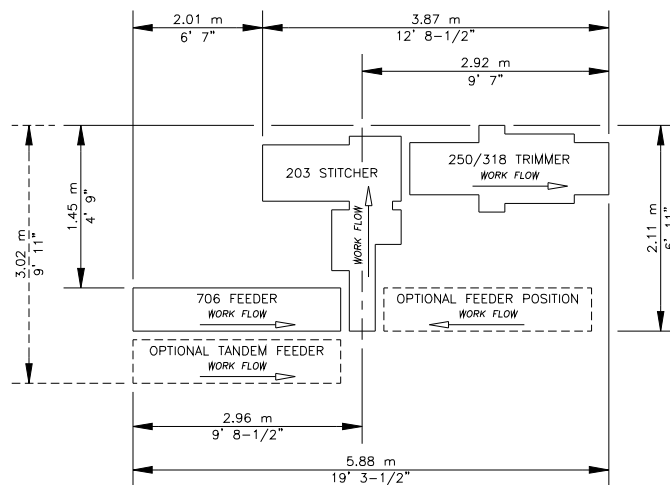 2.01 m
6' 7"
3.87 m
12' 8-1/2"
2.92 m
9' 7"
203 STITCHER
250/318 TRIMMER
WORK FLOW
WORK FLOW
1.45 m
4' 9"
3.02 m
9' 11"
2.11 m
6' 11"
706 FEEDER
WORK FLOW
OPTIONAL FEEDER POSITION
WORK FLOW
OPTIONAL TANDEM FEEDER
WORK FLOW
2.96 m
9' 8-1/2"
5.88 m
19' 3-1/2"